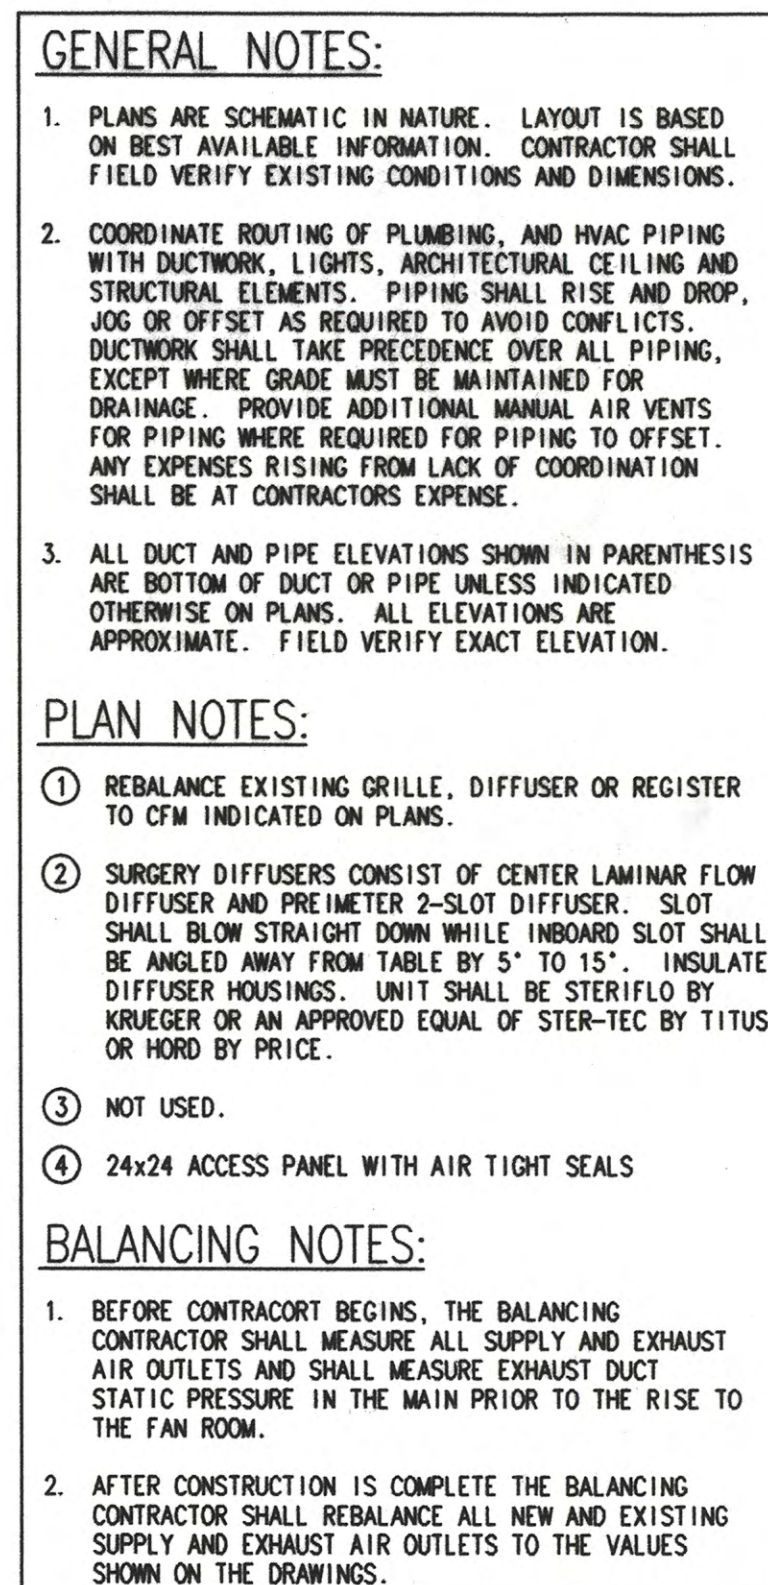 GENERAL NOTES:
1. PLANS ARE SCHEMATIC IN NATURE. LAYOUT IS BASED
ON BEST AVAILABLE INFORMATION. CONTRACTOR SHALL
FIELD VERIFY EXISTING CONDITIONS AND DIMENSIONS.
2. COORDINATE ROUTING OF PLUMBING, AND HVAC PIPING
WITH DUCTWORK, LIGHTS, ARCHITECTURAL CEILING AND
STRUCTURAL ELEMENTS. PIPING SHALL RISE AND DROP,
JOG OR OFFSET AS REQUIRED TO AVOID CONFLICTS.
DUCTWORK SHALL TAKE PRECEDENCE OVER ALL PIPING,
EXCEPT WHERE GRADE MUST BE MAINTAINED FOR
DRAINAGE. PROVIDE ADDITIONAL MANUAL AIR VENTS
FOR PIPING WHERE REQUIRED FOR PIPING TO OFFSET.
ANY EXPENSES RISING FROM LACK OF COORDINATION
SHALL BE AT CONTRACTORS EXPENSE.
3. ALL DUCT AND PIPE ELEVATIONS SHOWN IN PARENTHESIS
ARE BOTTOM OF DUCT OR PIPE UNLESS INDICATED
OTHERWISE ON PLANS. ALL ELEVATIONS ARE
APPROXIMATE. FIELD VERIFY EXACT ELEVATION.
PLAN NOTES:
1 REBALANCE EXISTING GRILLE, DIFFUSER OR REGISTER
TO CFM INDICATED ON PLANS.
2 SURGERY DIFFUSERS CONSIST OF CENTER LAMINAR FLOW
DIFFUSER AND PREIMETER 2-SLOT DIFFUSER. SLOT
SHALL BLOW STRAIGHT DOWN WHILE INBOARD SLOT SHALL
BE ANGLED AWAY FROM TABLE BY 5° TO 15°. INSULATE
DIFFUSER HOUSINGS. UNIT SHALL BE STERIFLO BY
KRUEGER OR AN APPROVED EQUAL OF STER-TEC BY TITUS
OR HORD BY PRICE.
3 NOT USED.
4 24x24 ACCESS PANEL WITH AIR TIGHT SEALS
BALANCING NOTES:
1. BEFORE CONTRACORT BEGINS, THE BALANCING
CONTRACTOR SHALL MEASURE ALL SUPPLY AND EXHAUST
AIR OUTLETS AND SHALL MEASURE EXHAUST DUCT
STATIC PRESSURE IN THE MAIN PRIOR TO THE RISE TO
THE FAN ROOM.
2. AFTER CONSTRUCTION IS COMPLETE THE BALANCING
CONTRACTOR SHALL REBALANCE ALL NEW AND EXISTING
SUPPLY AND EXHAUST AIR OUTLETS TO THE VALUES
SHOWN ON THE DRAWINGS.